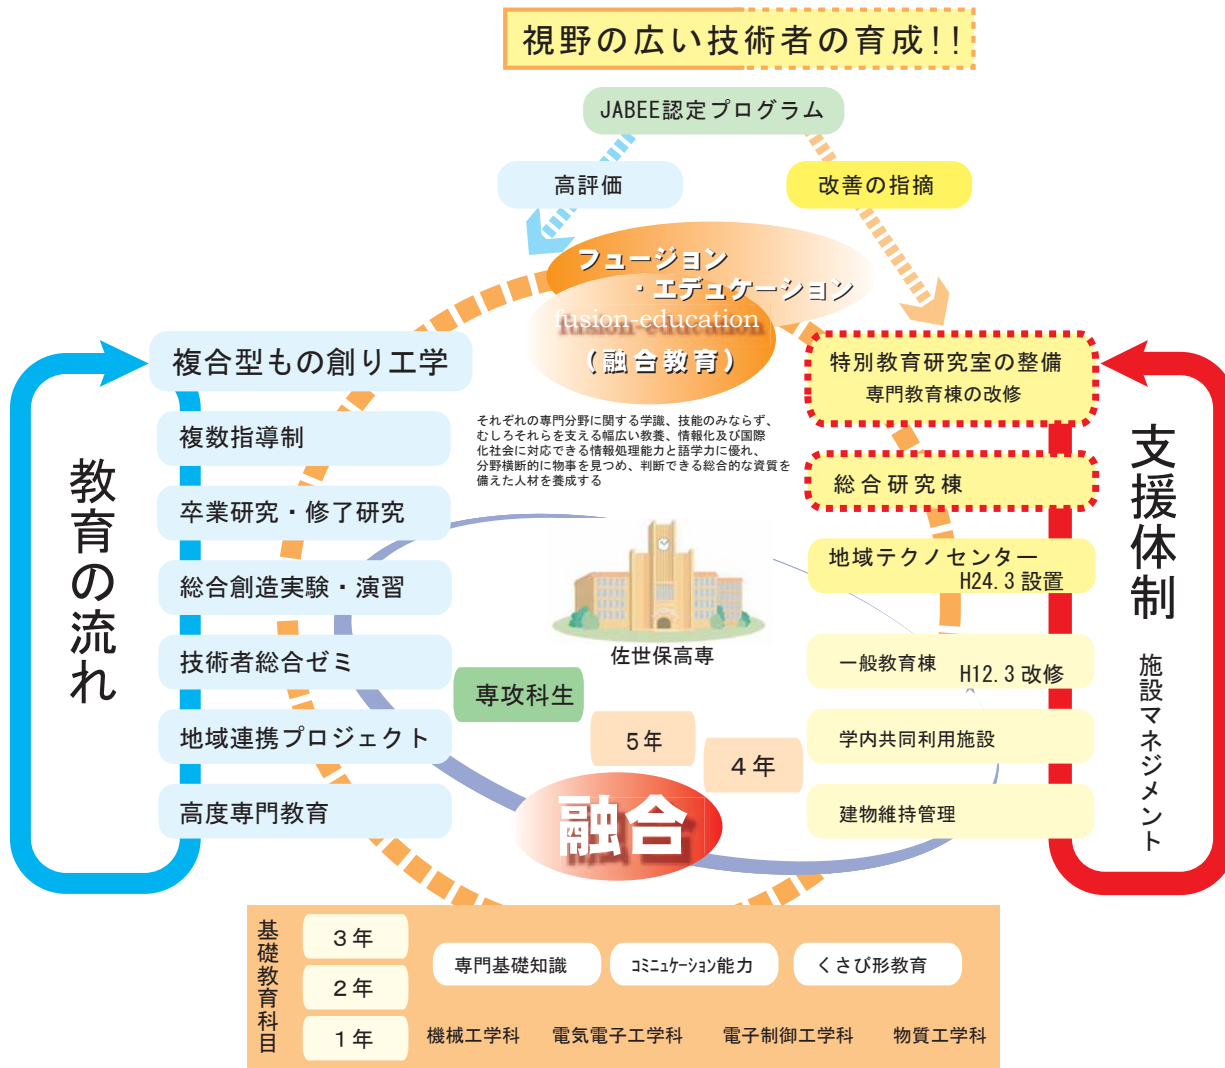 視野の広い技術者の育成!!
JABEE認定プログラム
高評価
改善の指摘
フュージョン
・エデュケーション
fusion-education
(融合教育)
それぞれの専門分野に関する学識、技能のみならず、
むしろそれらを支える幅広い教養、情報化及び国際
化社会に対応できる情報処理能力と語学力に優れ、
分野横断的に物事を見つめ、判断できる総合的な資質を
備えた人材を養成する
教育の流れ
複合型もの創り工学
複数指導制
卒業研究・修了研究
総合創造実験・演習
技術者総合ゼミ
地域連携プロジェクト
高度専門教育
佐世保高専
専攻科生
5年
4年
融合
特別教育研究室の整備
専門教育棟の改修
総合研究棟
地域テクノセンター
H24.3 設置
一般教育棟
H12.3 改修
学内共同利用施設
建物維持管理
支援体制
施設マネジメント
基礎教育科目
3年
2年
1年
専門基礎知識
コミニュケーション能力
くさび形教育
機械工学科
電気電子工学科
電子制御工学科
物質工学科